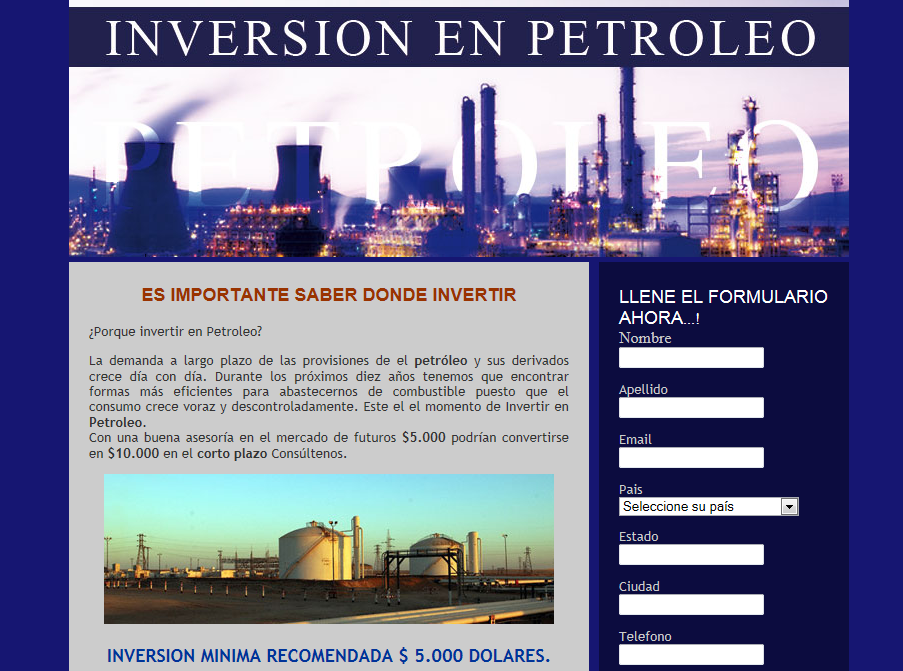 INVERSION EN PETROLEO
PETROLEO
ES IMPORTANTE SABER DONDE INVERTIR
¿Porque invertir en Petroleo?
La demanda a largo plazo de las provisiones de el petróleo y sus derivados
crece día con día. Durante los próximos diez años tenemos que encontrar
formas más eficientes para abastecernos de combustible puesto que el
consumo crece voraz y descontroladamente. Este el el momento de Invertir en
Petroleo.
Con una buena asesoría en el mercado de futuros $5.000 podrían convertirse
en $10.000 en el corto plazo Consúltenos.
INVERSION MINIMA RECOMENDADA $ 5.000 DOLARES.
LLENE EL FORMULARIO
AHORA...!
Nombre
Apellido
Email
Pais
Seleccione su país
Estado
Ciudad
Telefono